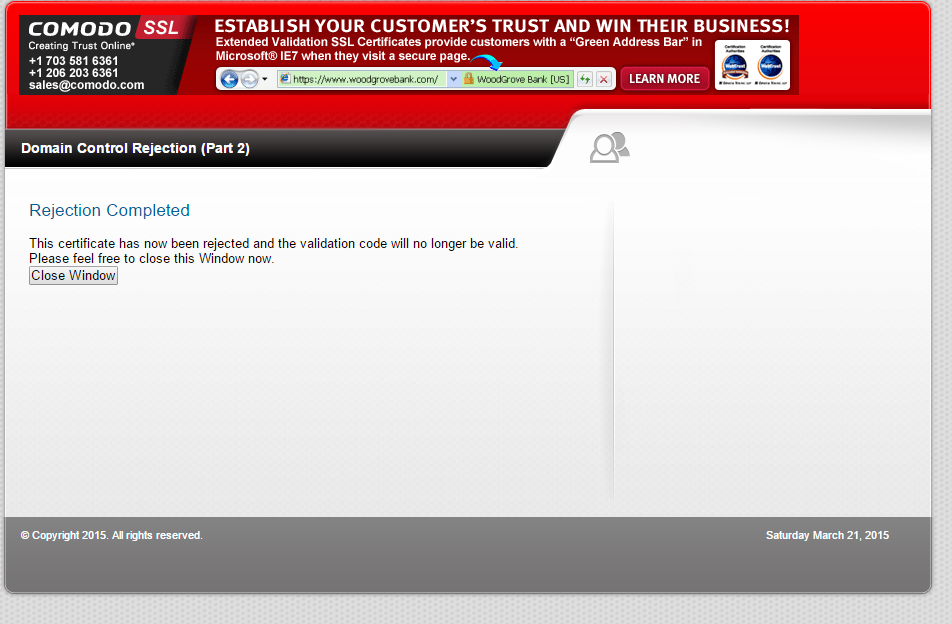 COMODO SSL
Creating Trust Online*
+1 703 581 6361
+1 206 203 6361
sales@comodo.com
ESTABLISH YOUR CUSTOMER'S TRUST AND WIN THEIR BUSINESS!
Extended Validation SSL Certificates provide customers with a “Green Address Bar” in
Microsoft® IE7 when they visit a secure page.
https://www.woodgrovebank.com/
WoodGrove Bank [US]
LEARN MORE
WebTrust
WebTrust
Domain Control Rejection (Part 2)
Rejection Completed
This certificate has now been rejected and the validation code will no longer be valid.
Please feel free to close this Window now.
Close Window
© Copyright 2015. All rights reserved.
Saturday March 21, 2015